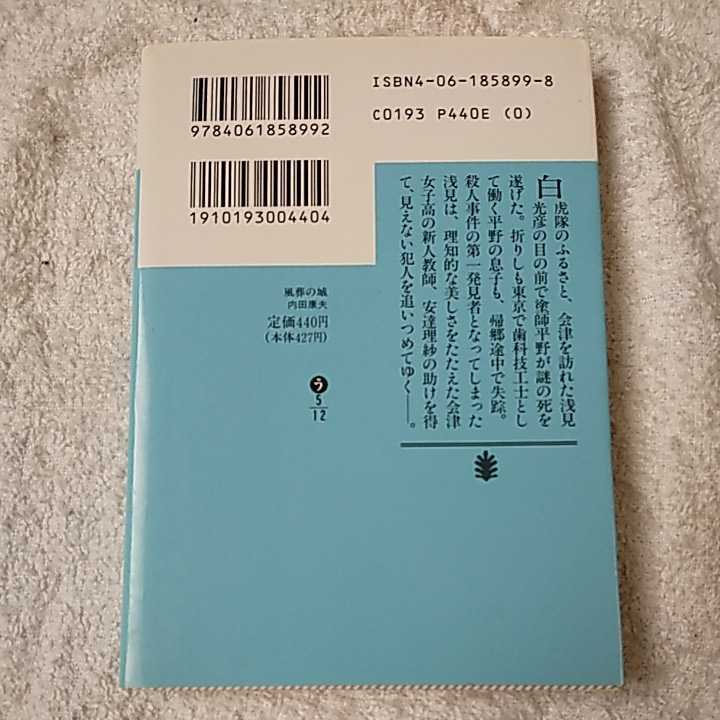 ISBN4-06-185899-8
C0193 P440E (0)
9784061858992
1910193004404
白虎隊のふるさと、会津を訪れた浅見
光彦の目の前で塗師平野が謎の死を
遂げた。折りしも東京で歯科技工士とし
て働く平野の息子も、帰郷途中で失踪。
殺人事件の第一発見者となってしまった
浅見は、理知的な美しさをたたえた会津
女子高の新人教師、安達理紗の助けを得
て、見えない犯人を追いつめてゆく——。
風葬の城
内田康夫
定価440円
(本体427円)
う
5
12